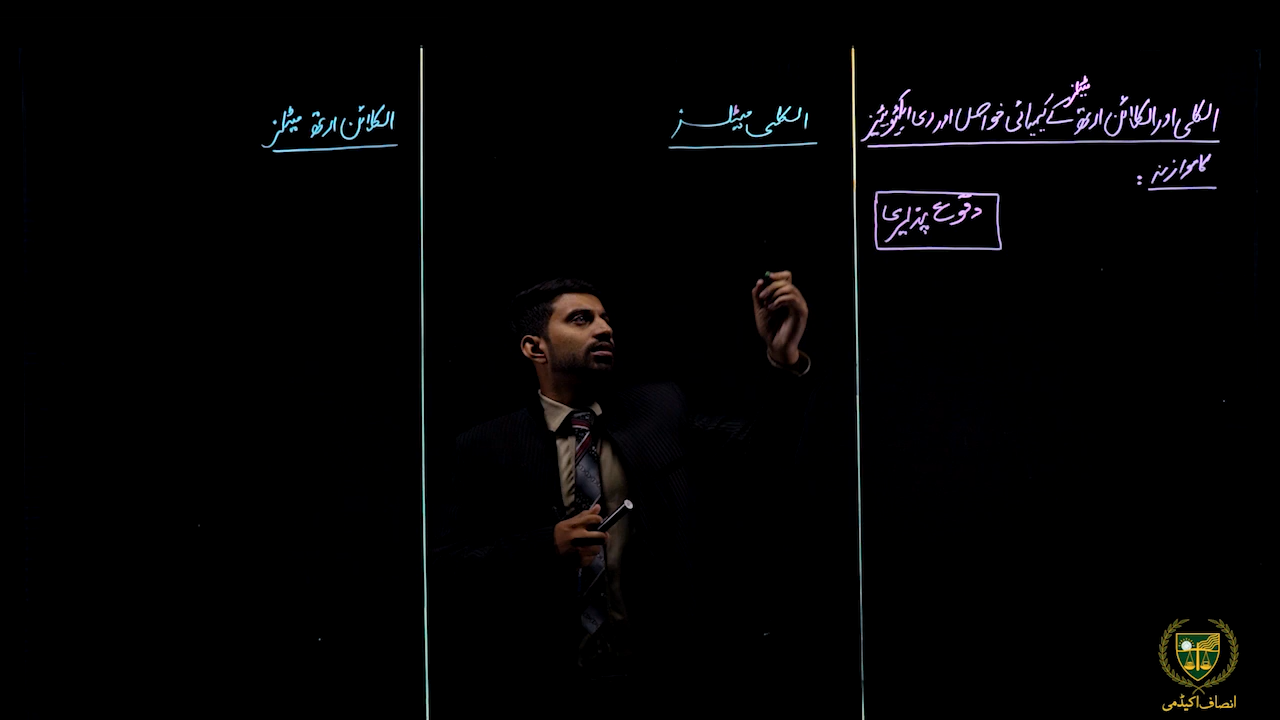 الکلی اور الکلائن ارتھ میٹلز کے کیمیائی خواص اور ری ایکٹیویٹیز
کا موازنہ :
وقوع پذیری
الکلی میٹلز
الکلائن ارتھ میٹلز
انصاف اکیڈمی